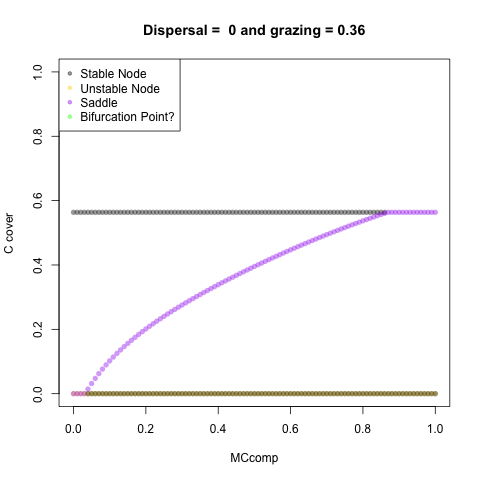 Dispersal =  0 and grazing = 0.36
Stable Node
Unstable Node
Saddle
Bifurcation Point?
C cover
1.0
0.8
0.6
0.4
0.2
0.0
0.0 0.2 0.4 0.6 0.8 1.0
MCcomp